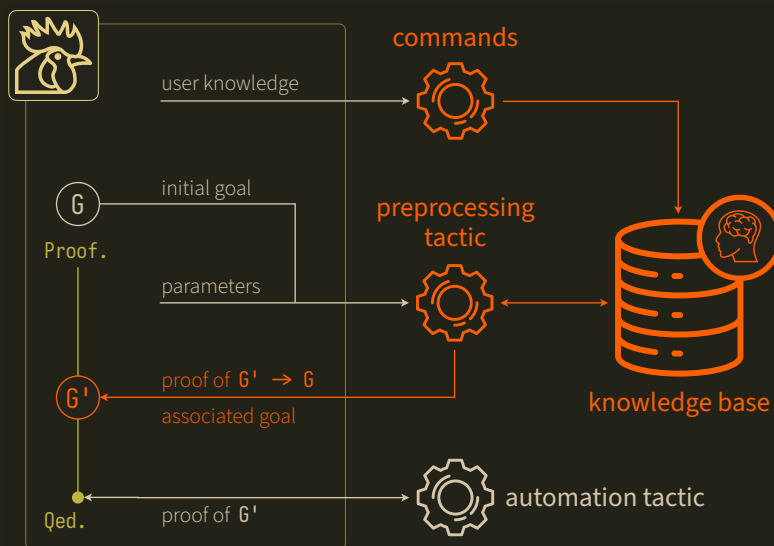 commands
user knowledge
G
initial goal
preprocessing
tactic
Proof.
parameters
proof of G' → G
G'
associated goal
knowledge base
automation tactic
Qed.
proof of G'